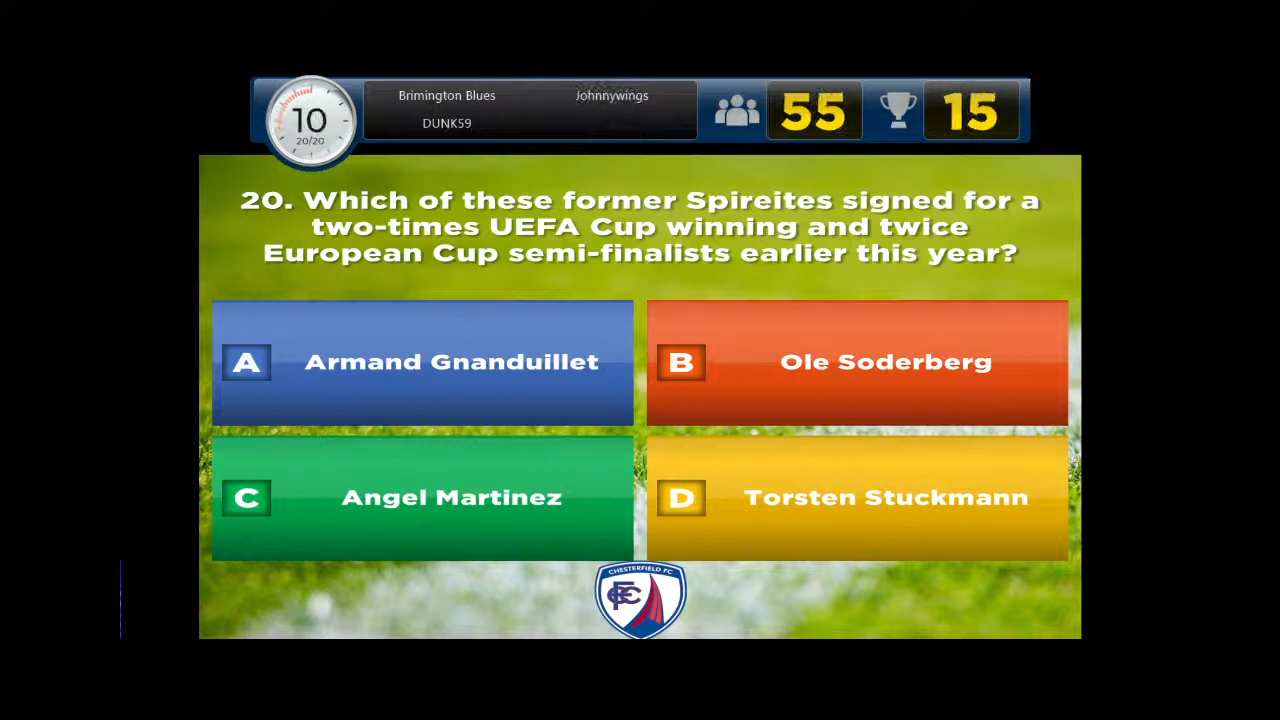 10
20/20
Brimington Blues
Johnnywings
DUNK59
55
15
20. Which of these former Spireites signed for a
two-times UEFA Cup winning and twice
European Cup semi-finalists earlier this year?
A Armand Gnanduillet
B Ole Soderberg
C Angel Martinez
D Torsten Stuckmann
CHESTERFIELD FC
CFC